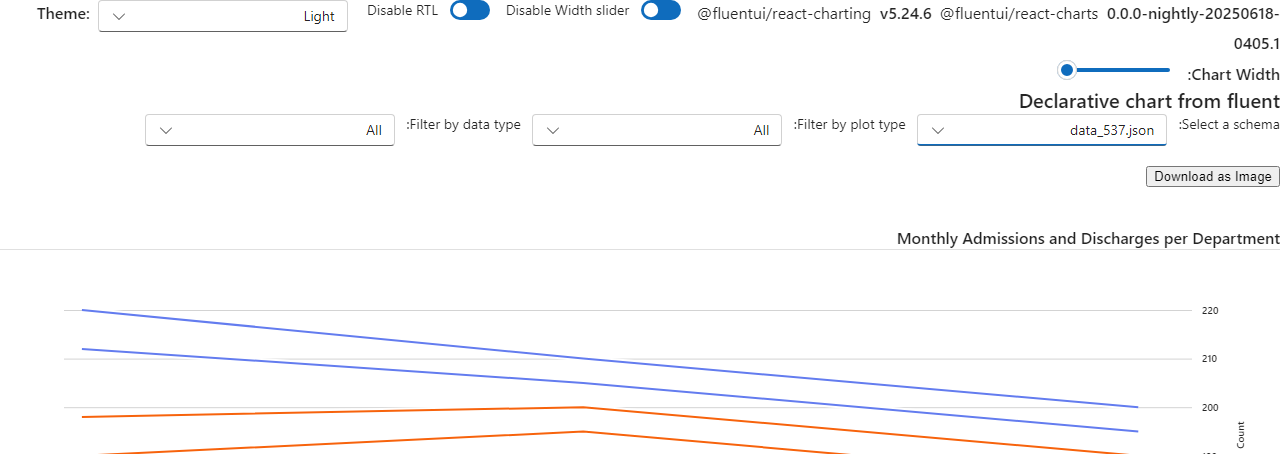 Theme: Light Disable RTL Disable Width slider @fluentui/react-charting v5.24.6 @fluentui/react-charts 0.0.0-nightly-20250618-
0405.1
:Chart Width
Declarative chart from fluent
All :Filter by data type All :Filter by plot type data_537.json :Select a schema
Download as Image
Monthly Admissions and Discharges per Department
220
210
200
Count